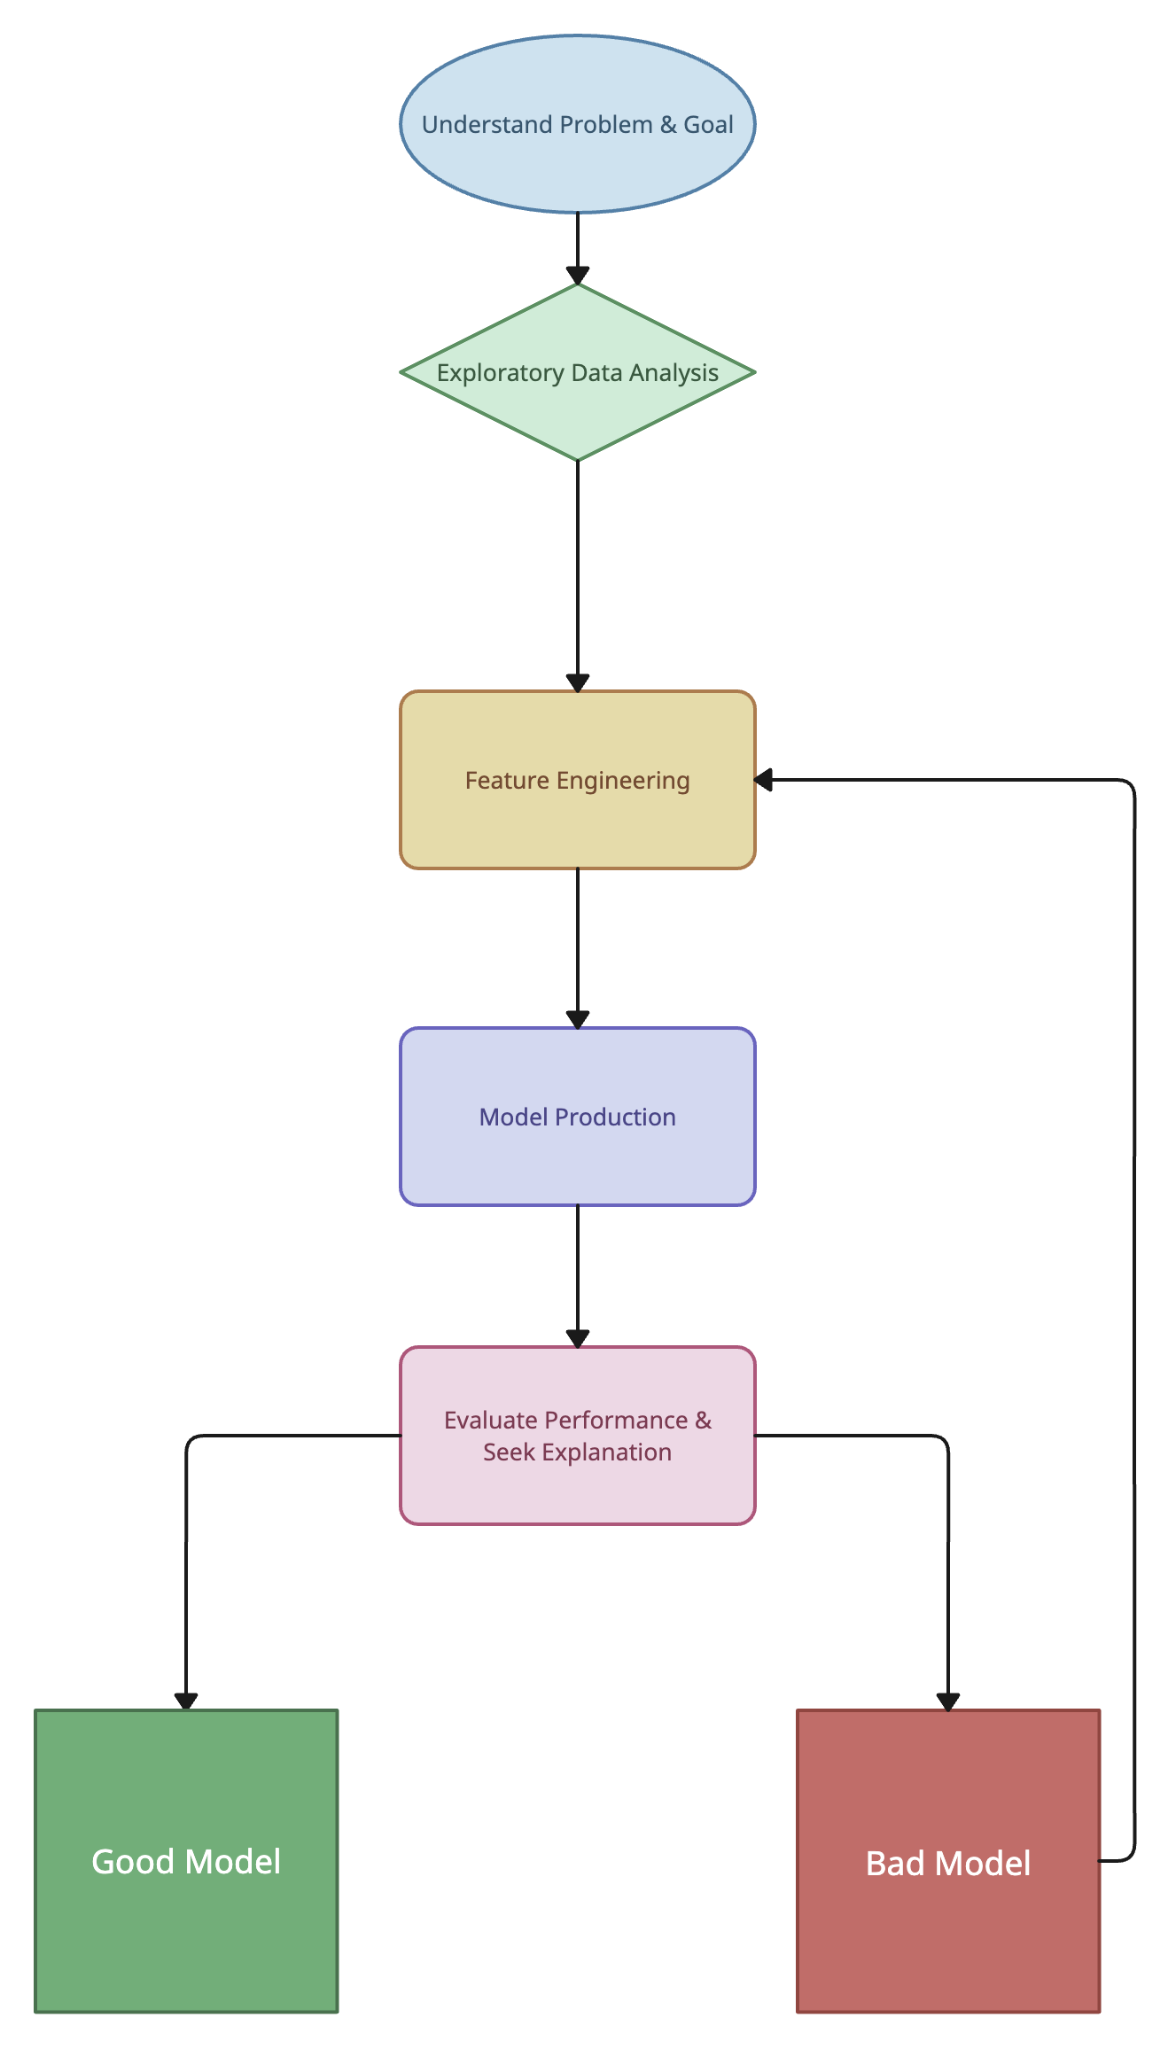 Understand Problem & Goal
Exploratory Data Analysis
Feature Engineering
Model Production
Evaluate Performance &
Seek Explanation
Good Model
Bad Model